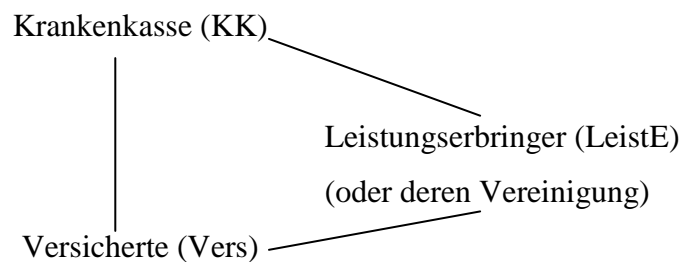 Krankenkasse (KK)
Leistungserbringer (LeistE)
(oder deren Vereinigung)
Versicherte (Vers)